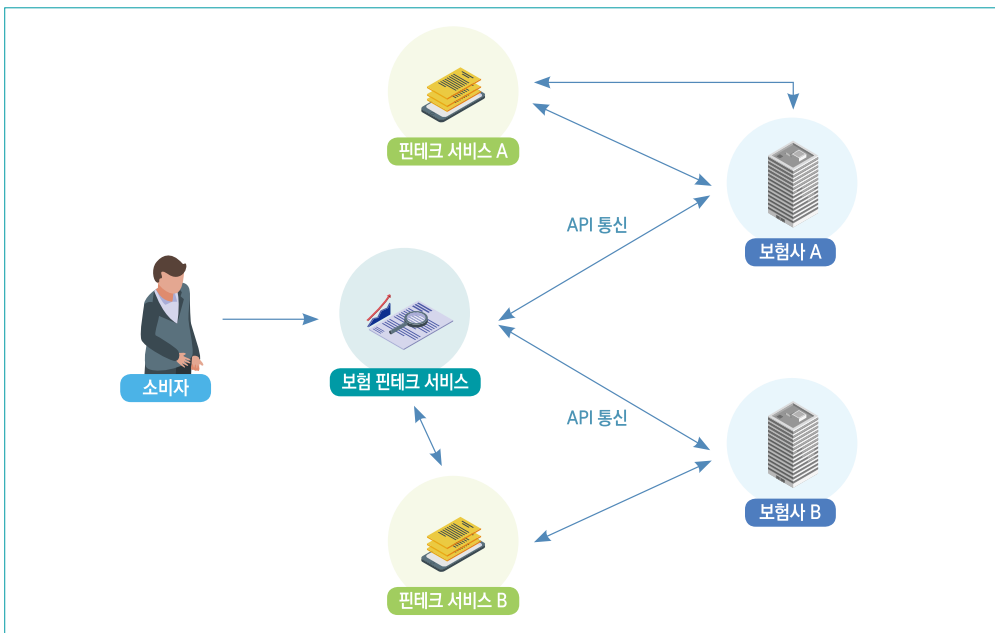 핀테크 서비스 A
API 통신
보험사 A
소비자
보험 핀테크 서비스
API 통신
보험사 B
핀테크 서비스 B